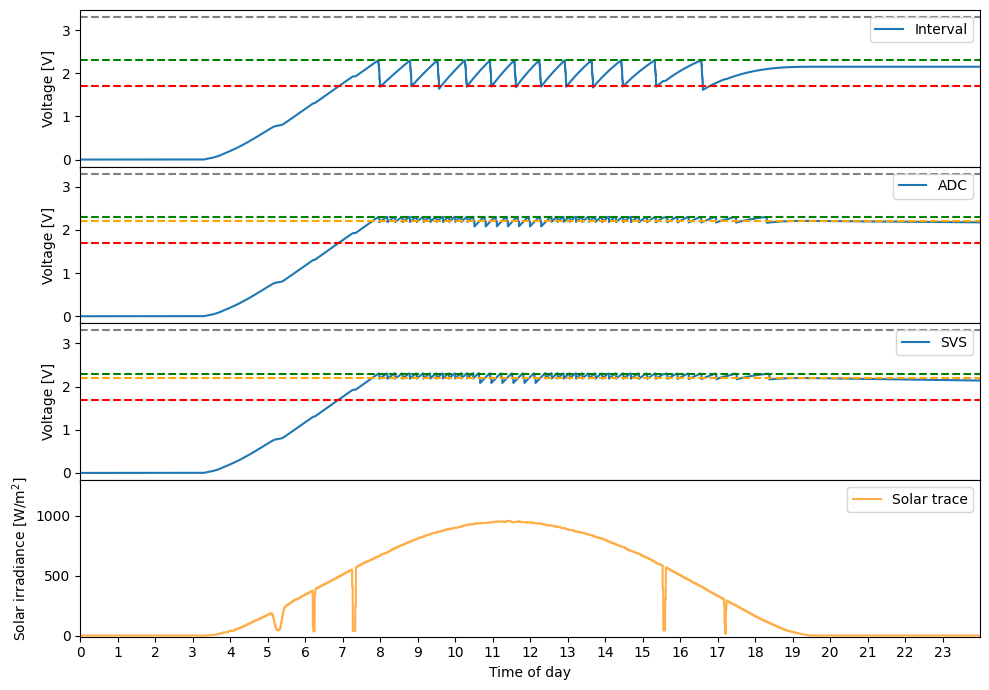 Voltage [V]
3
2
1
0
Interval
Voltage [V]
3
2
1
0
ADC
Voltage [V]
3
2
1
0
SVS
Solar irradiance [W/m²]
1000
500
0
Solar trace
0 1 2 3 4 5 6 7 8 9 10 11 12 13 14 15 16 17 18 19 20 21 22 23
Time of day